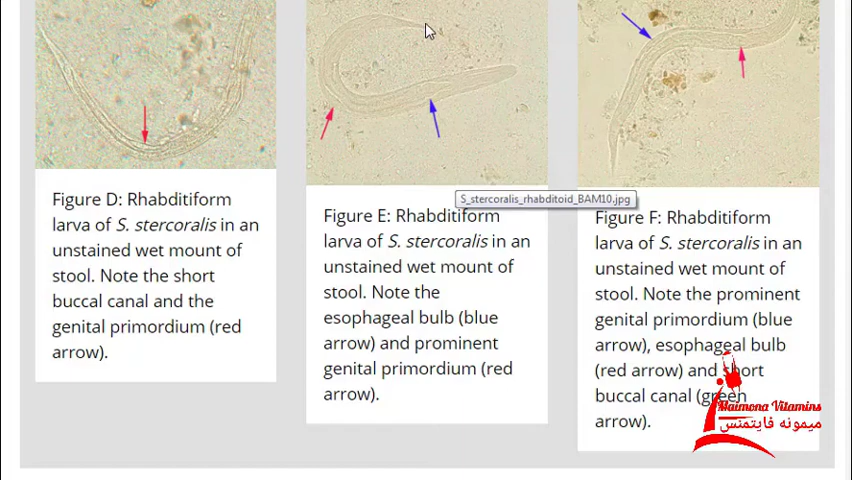 Figure D: Rhabditiform
larva of S. stercoralis in an
unstained wet mount of
stool. Note the short
buccal canal and the
genital primordium (red
arrow).
S_stercoralis_rhabditoid_BAM10.jpg
Figure E: Rhabditiform
larva of S. stercoralis in an
unstained wet mount of
stool. Note the
esophageal bulb (blue
arrow) and prominent
genital primordium (red
arrow).
Figure F: Rhabditiform
larva of S. stercoralis in an
unstained wet mount of
stool. Note the prominent
genital primordium (blue
arrow), esophageal bulb
(red arrow) and short
buccal canal (green
arrow).
Maimona Vitamins
ميمونه فايتمنس